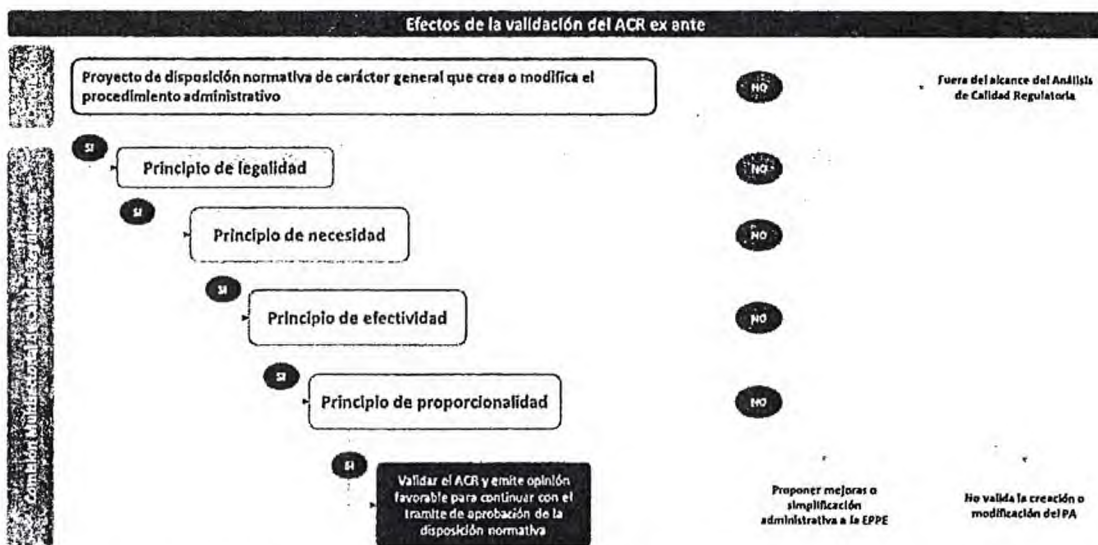 Efectos de la validación del ACR ex ante
Proyecto de disposición normativa de carácter general que crea o modifica el
procedimiento administrativo
NO
Fuera del alcance del Análisis
de Calidad Regulatoria
SI
Principio de legalidad
NO
SI
Principio de necesidad
NO
SI
Principio de efectividad
NO
SI
Principio de proporcionalidad
NO
SI
Validar el ACR y emite opinión
favorable para continuar con el
tramite de aprobación de la
disposición normativa
Proponer mejoras o
simplificación
administrativa a la EPPE
No valida la creación o
modificación del PA
Comisión